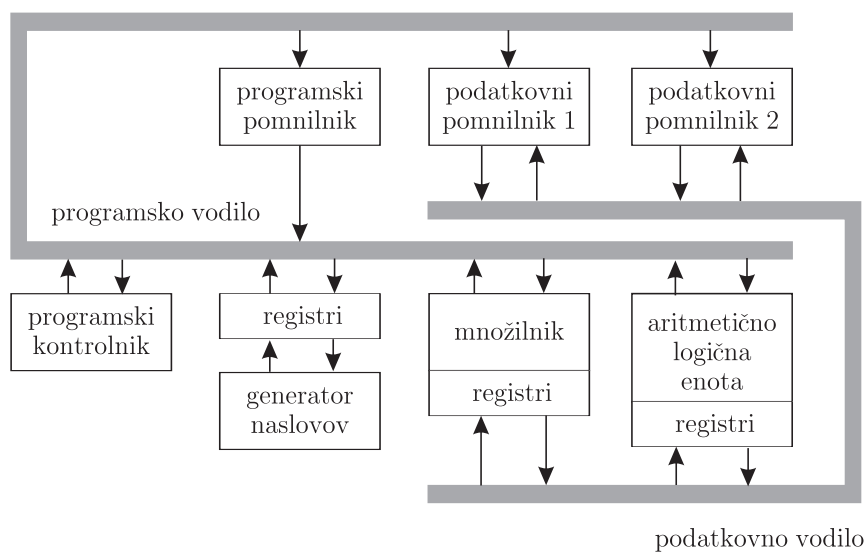 programski
pomnilnik
podatkovni
pomnilnik 1
podatkovni
pomnilnik 2
programsko vodilo
programski
kontrolnik
registri
generator
naslovov
množilnik
registri
aritmetično
logična
enota
registri
podatkovno vodilo